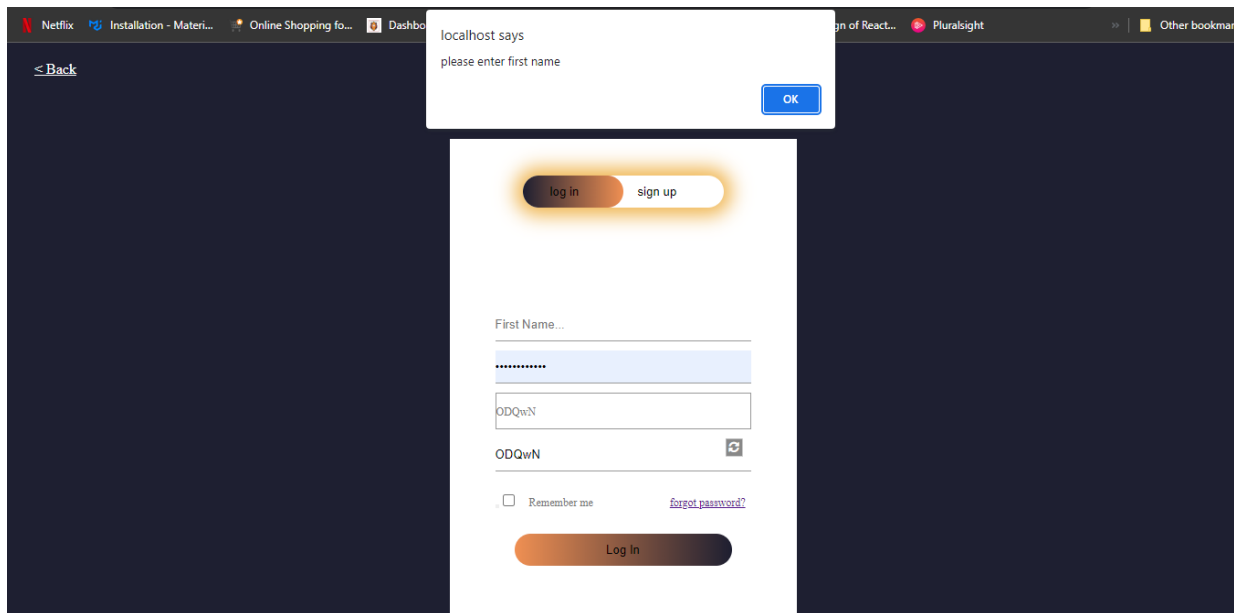 Netflix Installation - Materi... Online Shopping fo... Dashbo gn of React... Pluralsight » Other bookmar
localhost says
please enter first name
OK
< Back
log in sign up
First Name...
••••••••••••
ODQwN
ODQwN
Remember me forgot password?
Log In